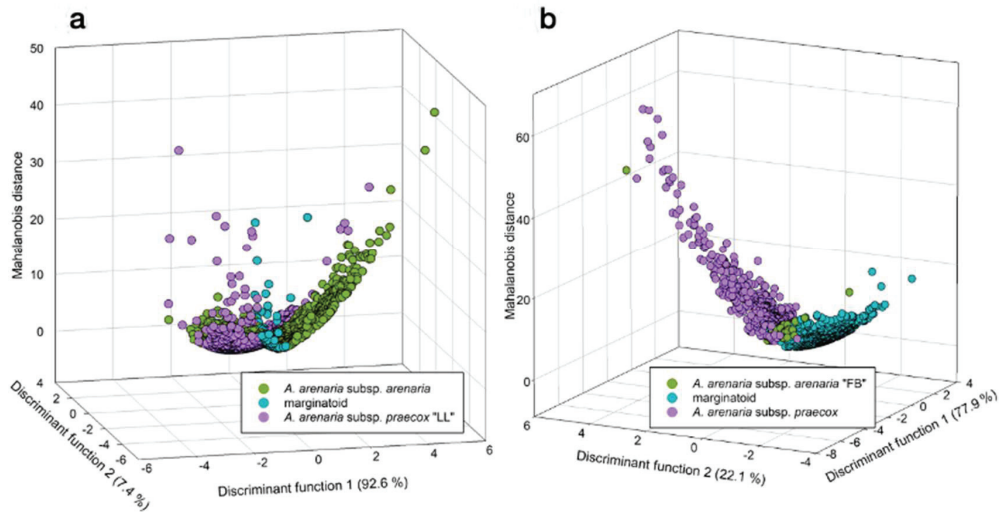 a
50
40
30
20
10
0
Mahalanobis distance
4
2
0
-2
-4
-6
Discriminant function 2 (7.4 %)
-6
-4
-2
0
2
4
6
Discriminant function 1 (92.6 %)
A. arenaria subsp. arenaria
marginatoid
A. arenaria subsp. praecox "LL"
b
60
40
20
0
Mahalanobis distance
6
4
2
0
-2
-4
Discriminant function 2 (22.1 %)
-8
-6
-4
-2
0
2
4
Discriminant function 1 (77.9 %)
A. arenaria subsp. arenaria "FB"
marginatoid
A. arenaria subsp. praecox